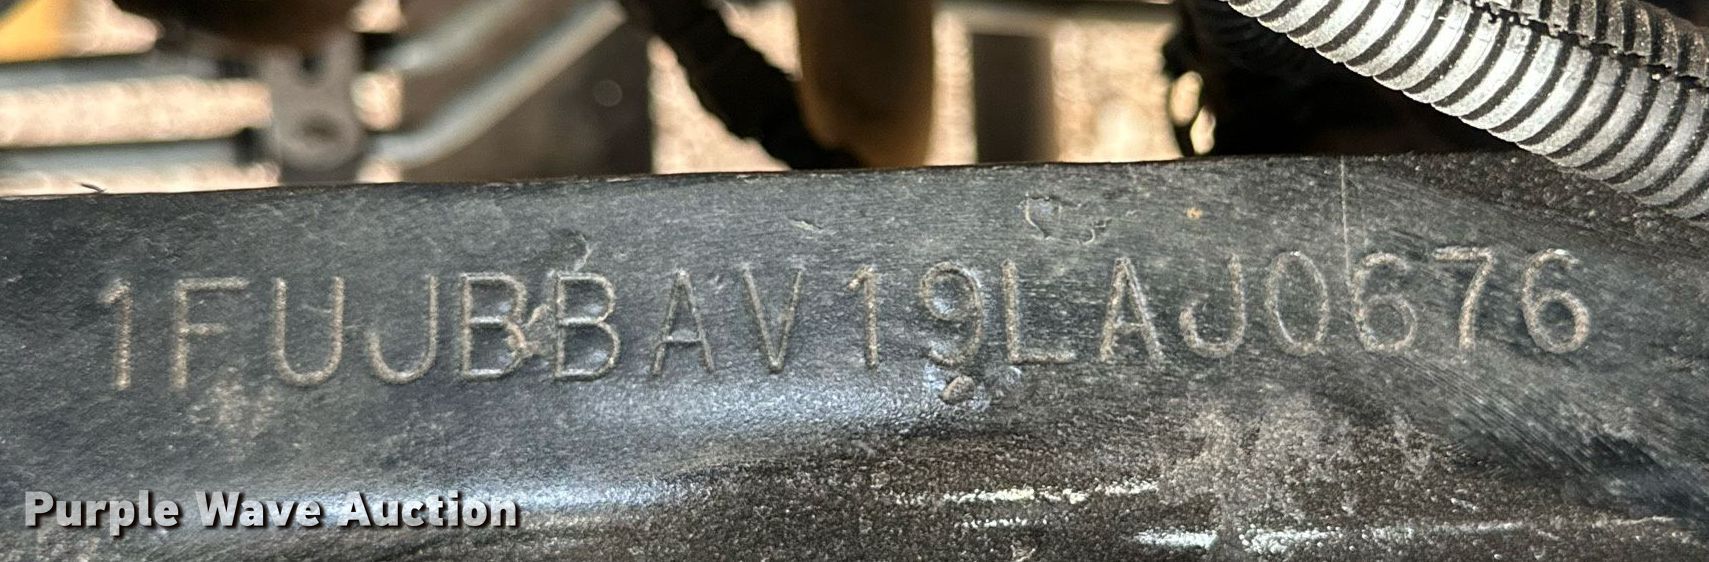 1FUJBBAV19LAJ0676
Purple Wave Auction